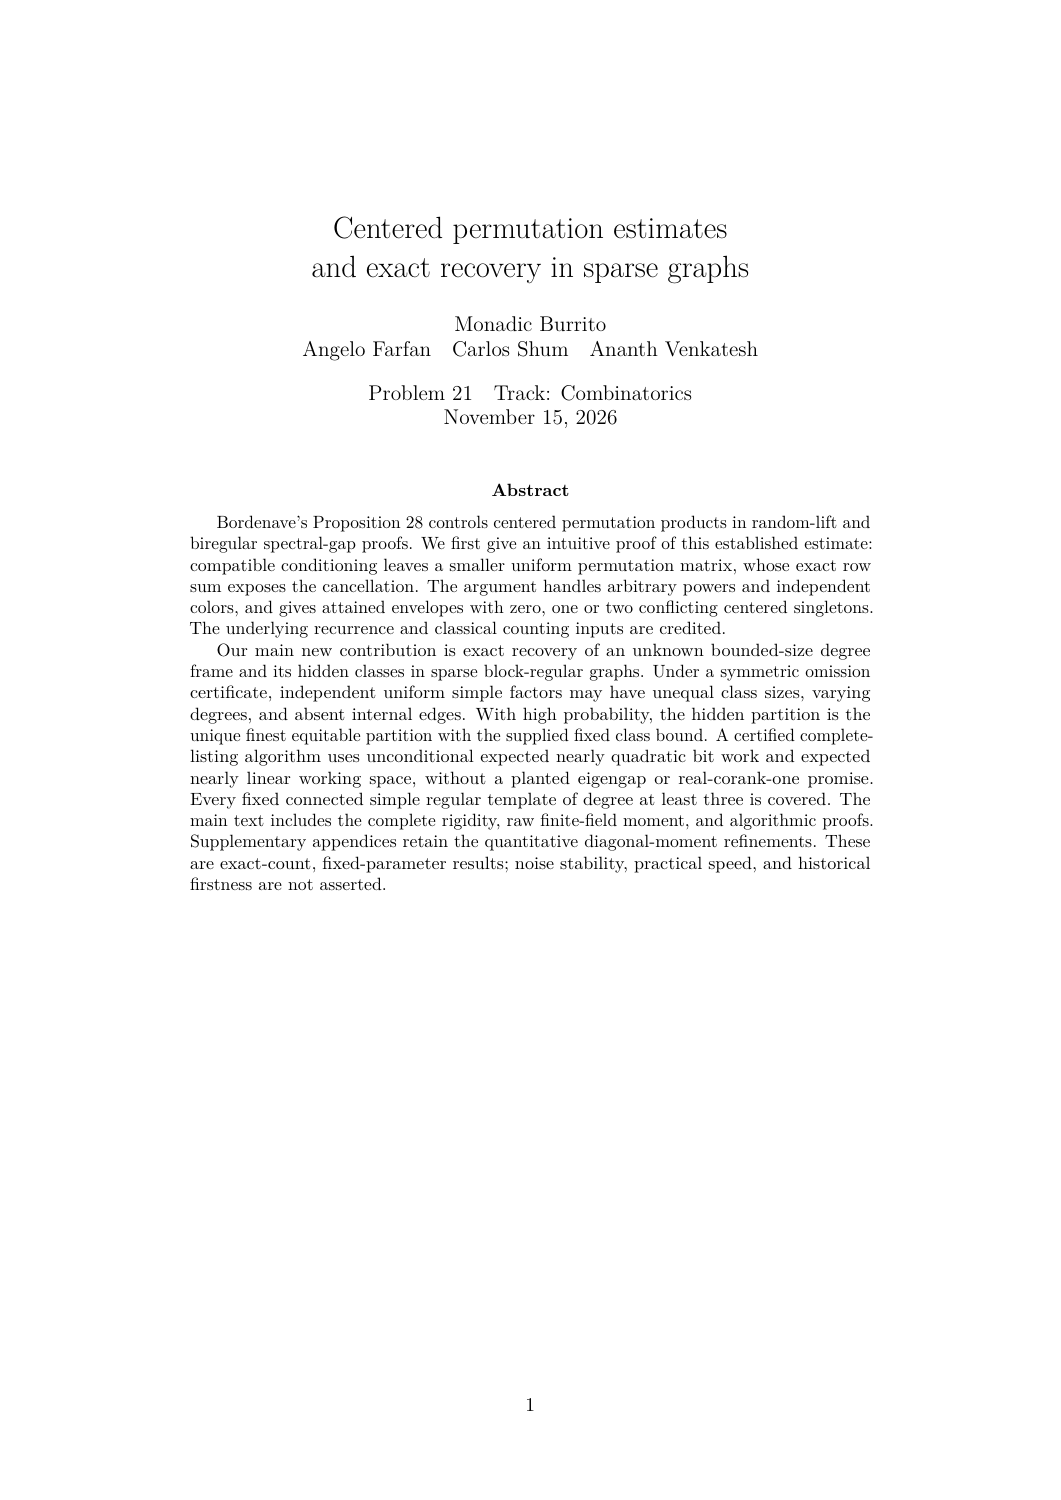 Centered permutation estimates
and exact recovery in sparse graphs
Monadic Burrito
Angelo Farfan Carlos Shum Ananth Venkatesh
Problem 21 Track: Combinatorics
November 15, 2026
Abstract
Bordenave's Proposition 28 controls centered permutation products in random-lift and
biregular spectral-gap proofs. We first give an intuitive proof of this established estimate:
compatible conditioning leaves a smaller uniform permutation matrix, whose exact row
sum exposes the cancellation. The argument handles arbitrary powers and independent
colors, and gives attained envelopes with zero, one or two conflicting centered singletons.
The underlying recurrence and classical counting inputs are credited.
Our main new contribution is exact recovery of an unknown bounded-size degree
frame and its hidden classes in sparse block-regular graphs. Under a symmetric omission
certificate, independent uniform simple factors may have unequal class sizes, varying
degrees, and absent internal edges. With high probability, the hidden partition is the
unique finest equitable partition with the supplied fixed class bound. A certified complete-
listing algorithm uses unconditional expected nearly quadratic bit work and expected
nearly linear working space, without a planted eigengap or real-corank-one promise.
Every fixed connected simple regular template of degree at least three is covered. The
main text includes the complete rigidity, raw finite-field moment, and algorithmic proofs.
Supplementary appendices retain the quantitative diagonal-moment refinements. These
are exact-count, fixed-parameter results; noise stability, practical speed, and historical
firstness are not asserted.
1